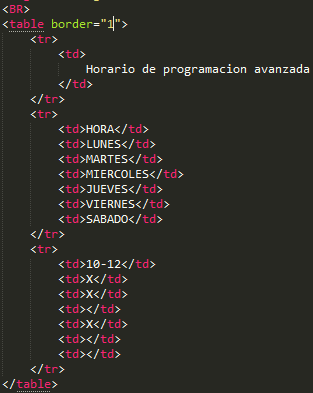 <BR>
<table border="1">
<tr>
<td>
Horario de programacion avanzada
</td>
</tr>
<tr>
<td>HORA</td>
<td>LUNES</td>
<td>MARTES</td>
<td>MIERCOLES</td>
<td>JUEVES</td>
<td>VIERNES</td>
<td>SABADO</td>
</tr>
<tr>
<td>10-12</td>
<td>X</td>
<td>X</td>
<td></td>
<td>X</td>
<td></td>
<td></td>
</tr>
</table>